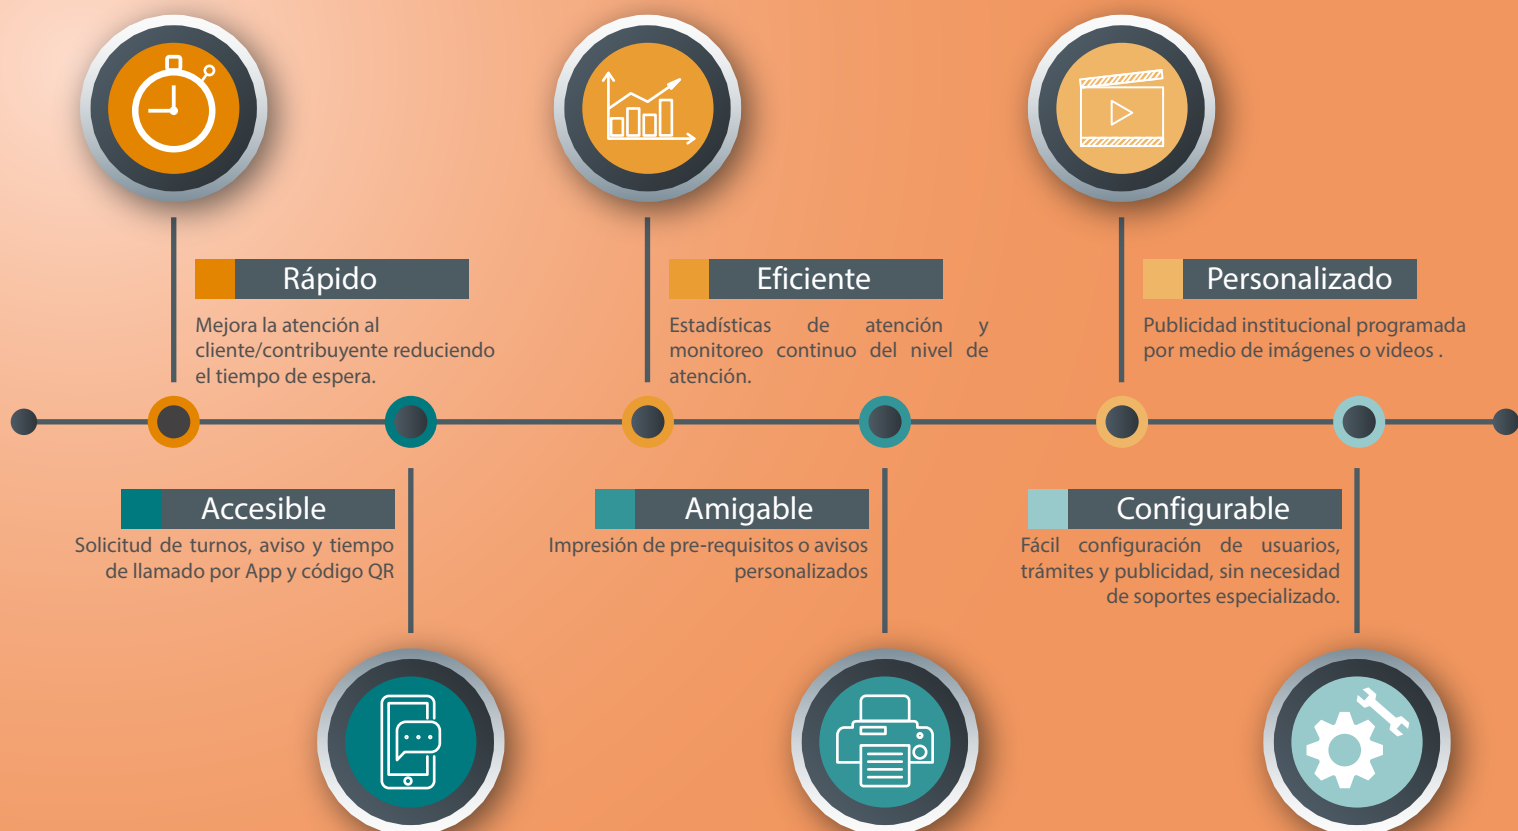 Rápido
Mejora la atención al
cliente/contribuyente reduciendo
el tiempo de espera.
Eficiente
Estadísticas de atención y
monitoreo continuo del nivel de
atención.
Personalizado
Publicidad institucional programada
por medio de imágenes o videos .
Accesible
Solicitud de turnos, aviso y tiempo
de llamado por App y código QR
Amigable
Impresión de pre-requisitos o avisos
personalizados
Configurable
Fácil configuración de usuarios,
trámites y publicidad, sin necesidad
de soportes especializado.